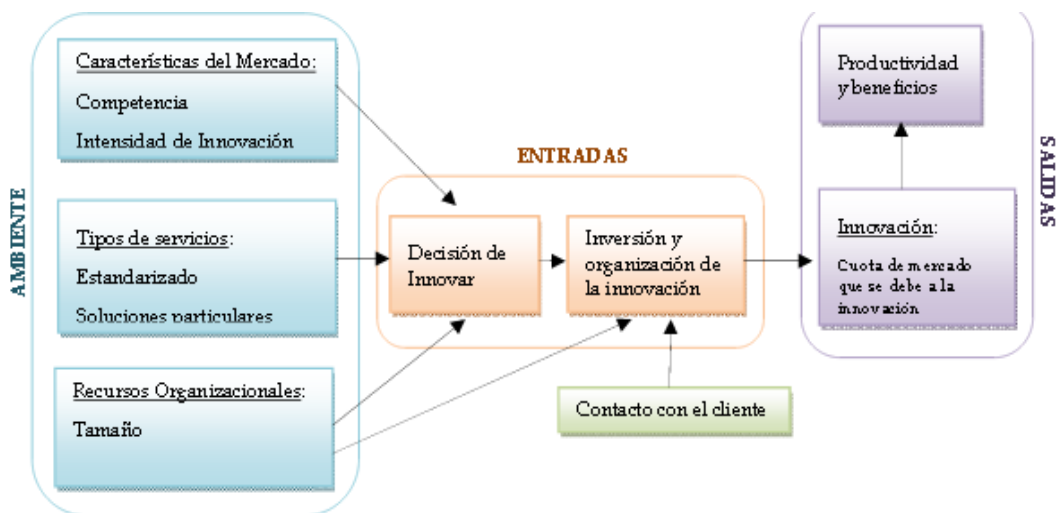 AMBIENTE
Características del Mercado:
Competencia
Intensidad de Innovación
Tipos de servicios:
Estandarizado
Soluciones particulares
Recursos Organizacionales:
Tamaño
ENTRADAS
Decisión de
Innovar
Inversión y
organización de
la innovación
Contacto con el cliente
SALIDAS
Productividad
y beneficios
Innovación:
Cuota de mercado
que se debe a la
innovación